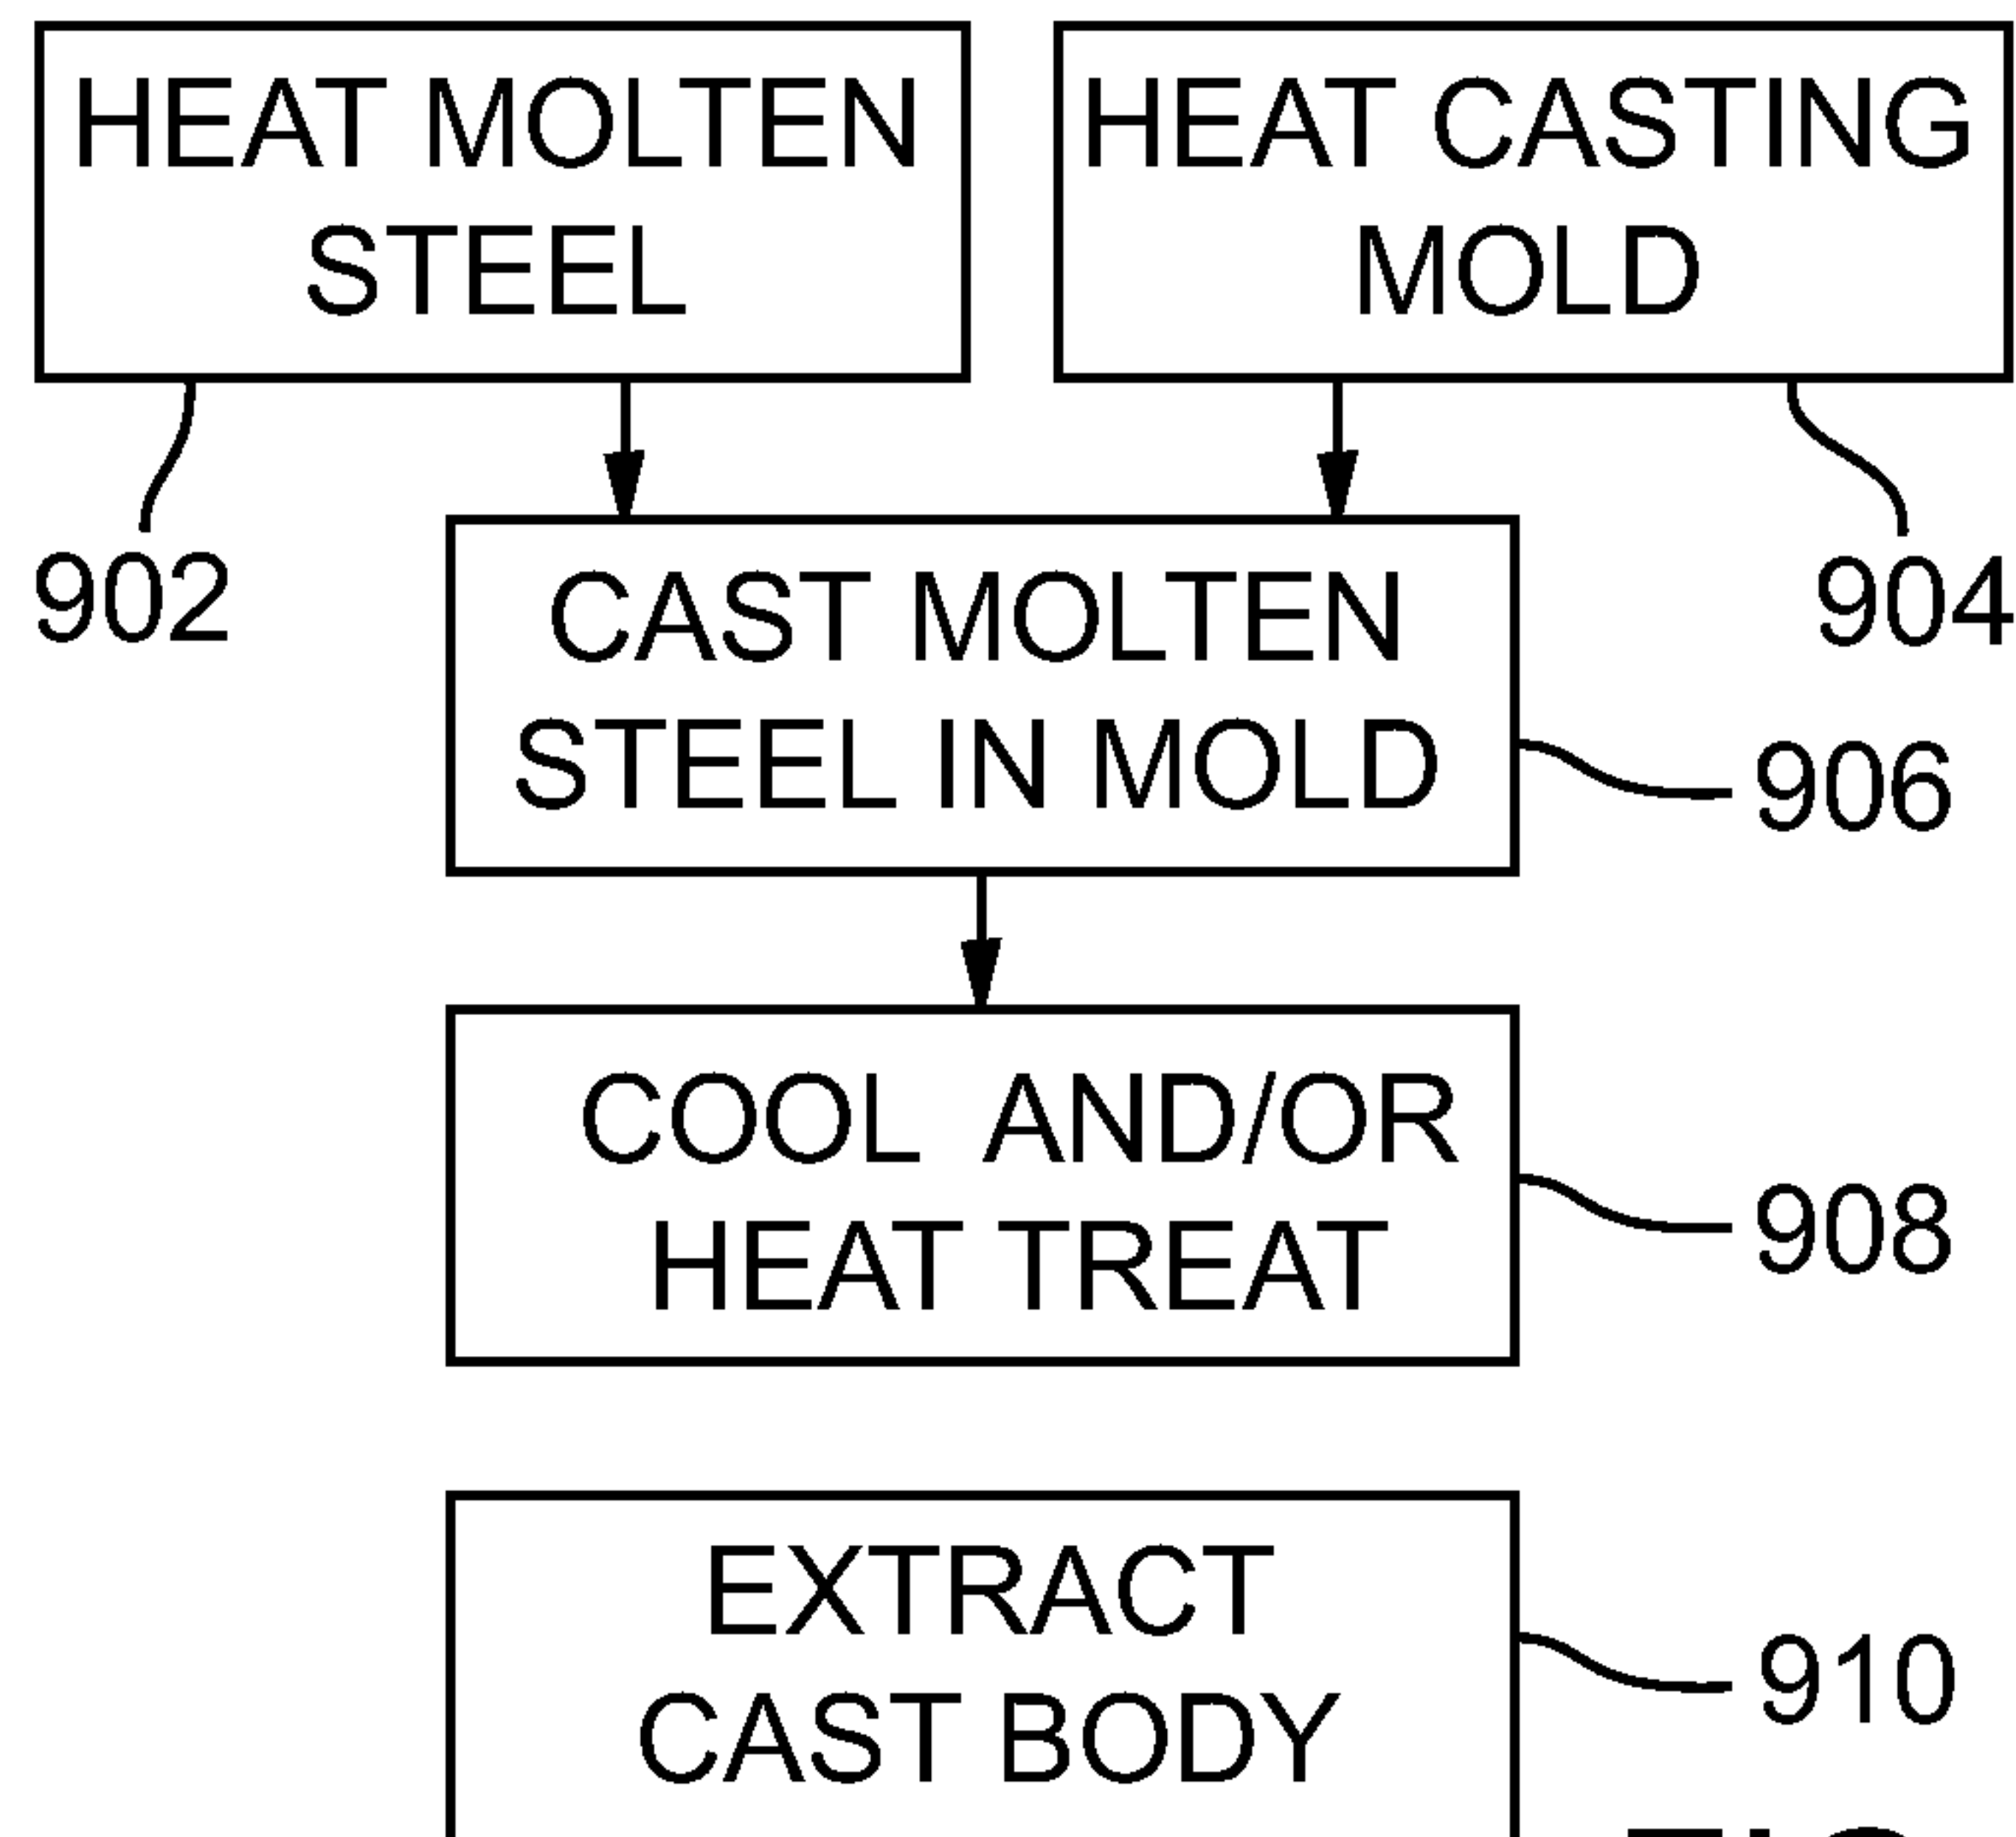 HEAT MOLTEN
STEEL
HEAT CASTING
MOLD
902
904
CAST MOLTEN
STEEL IN MOLD
906
COOL AND/OR
HEAT TREAT
908
EXTRACT
CAST BODY
910